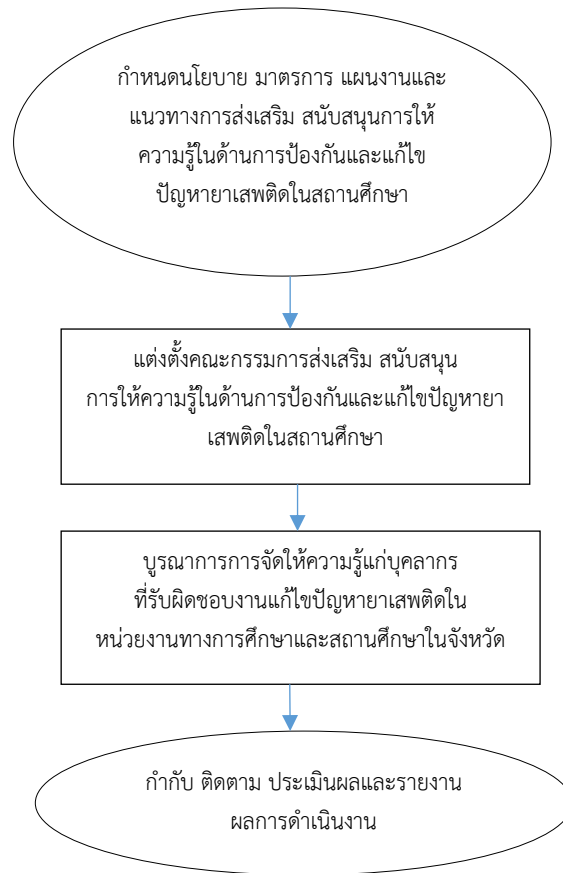 กำหนดนโยบาย มาตรการ แผนงานและ
แนวทางการส่งเสริม สนับสนุนการให้
ความรู้ในด้านการป้องกันและแก้ไข
ปัญหายาเสพติดในสถานศึกษา
แต่งตั้งคณะกรรมการส่งเสริม สนับสนุน
การให้ความรู้ในด้านการป้องกันและแก้ไขปัญหายา
เสพติดในสถานศึกษา
บูรณาการการจัดให้ความรู้แก่บุคลากร
ที่รับผิดชอบงานแก้ไขปัญหายาเสพติดใน
หน่วยงานทางการศึกษาและสถานศึกษาในจังหวัด
กำกับ ติดตาม ประเมินผลและรายงาน
ผลการดำเนินงาน